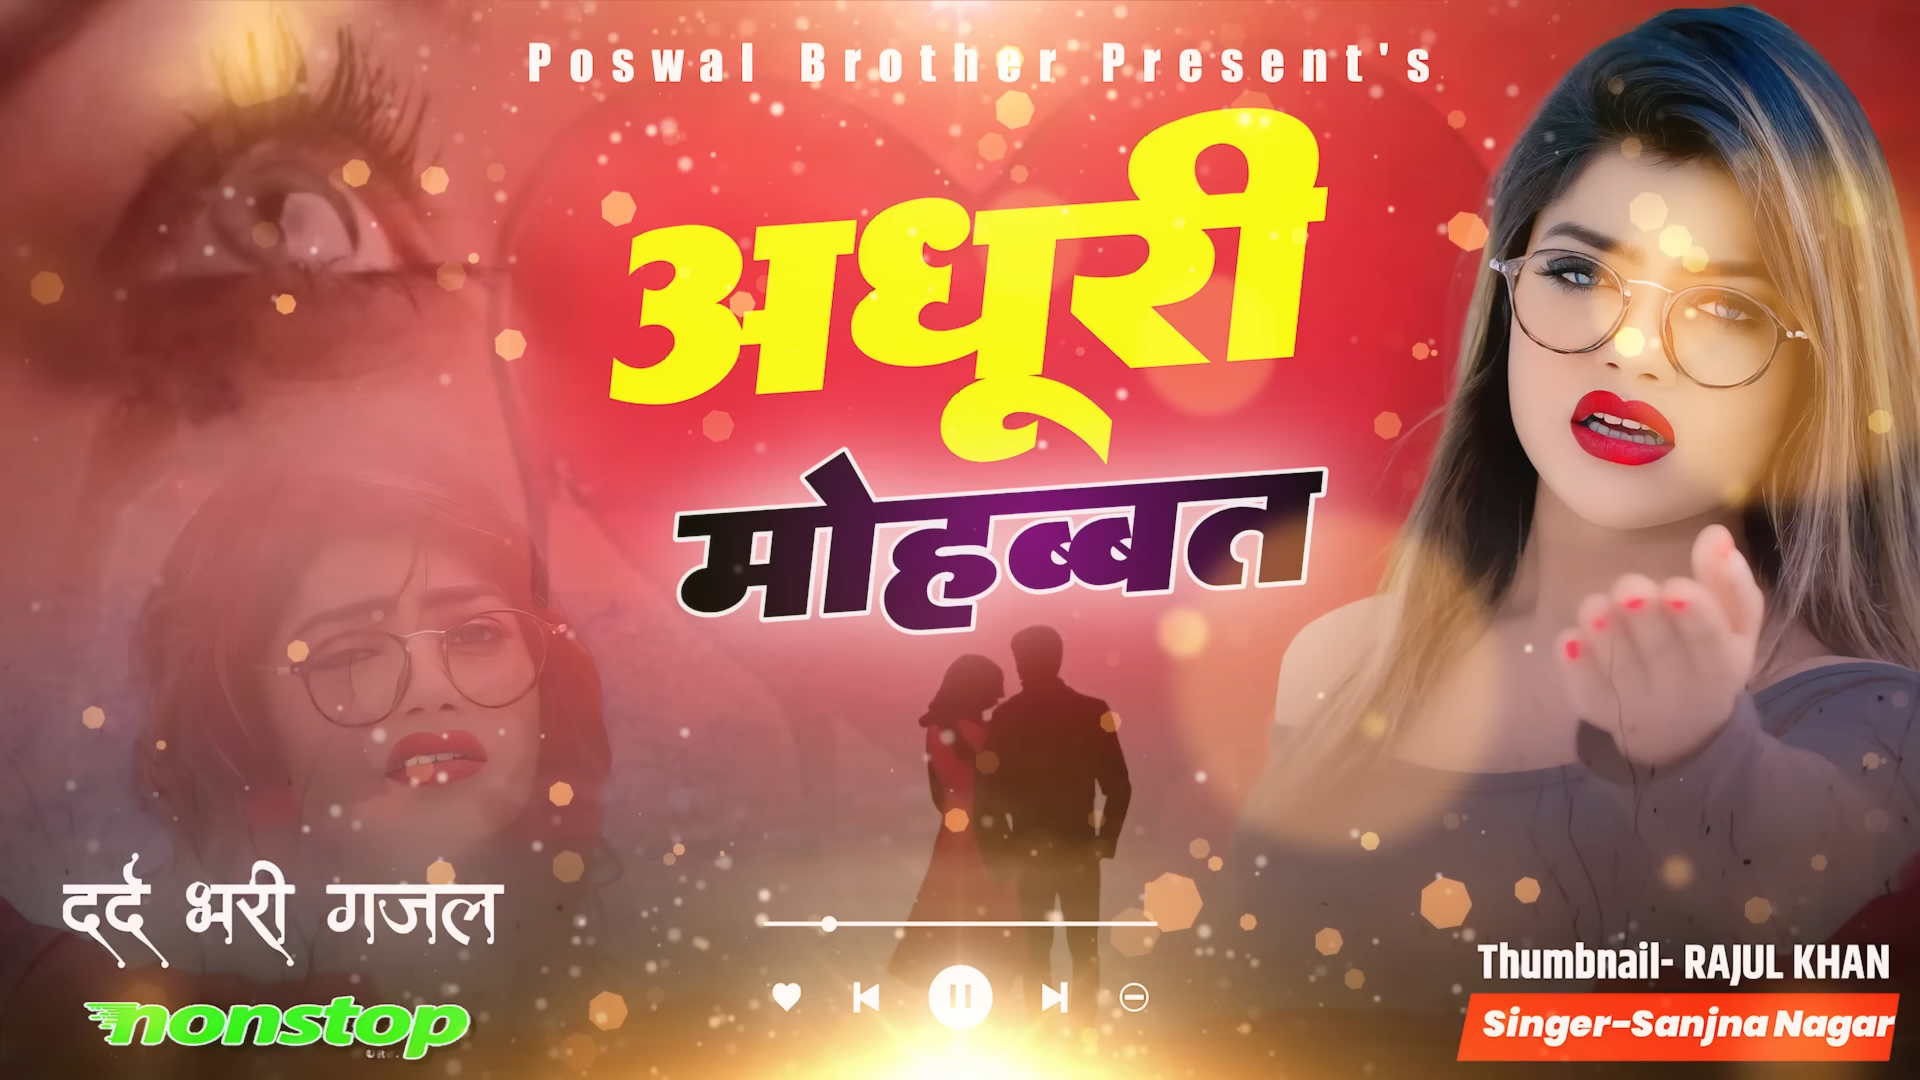 Poswal Brother Present's
अधूरी
मोहब्बत
दर्द भरी गजल
nonstop
Thumbnail- RAJUL KHAN
Singer-Sanjna Nagar